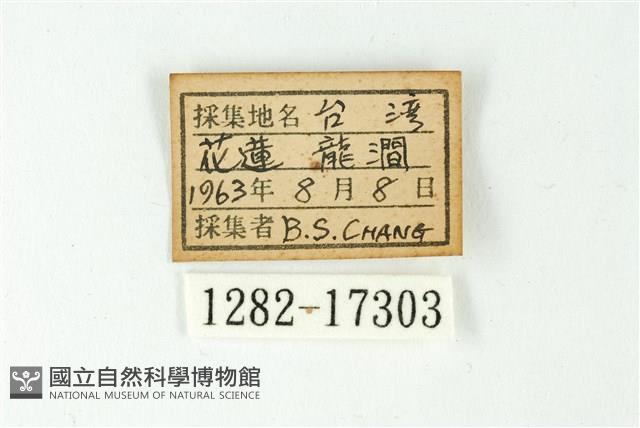 採集地名 台 湾
花蓮 龍澗
1963年 8月8日
採集者 B.S. CHANG
1282-17303
國立自然科學博物館
NATIONAL MUSEUM OF NATURAL SCIENCE